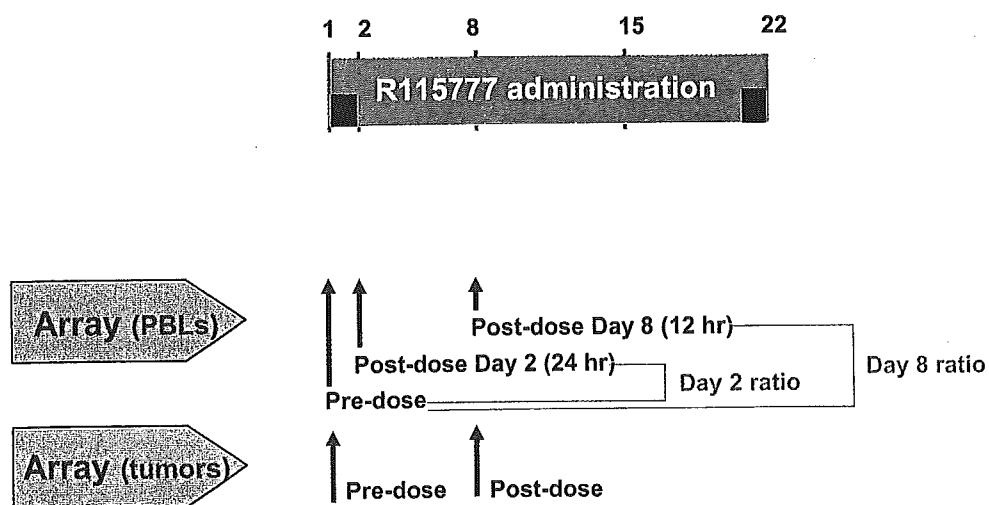 1 2 8 15 22
R115777 administration
Array (PBLs)
Post-dose Day 8 (12 hr)
Post-dose Day 2 (24 hr)
Day 8 ratio
Day 2 ratio
Pre-dose
Array (tumors)
Pre-dose Post-dose